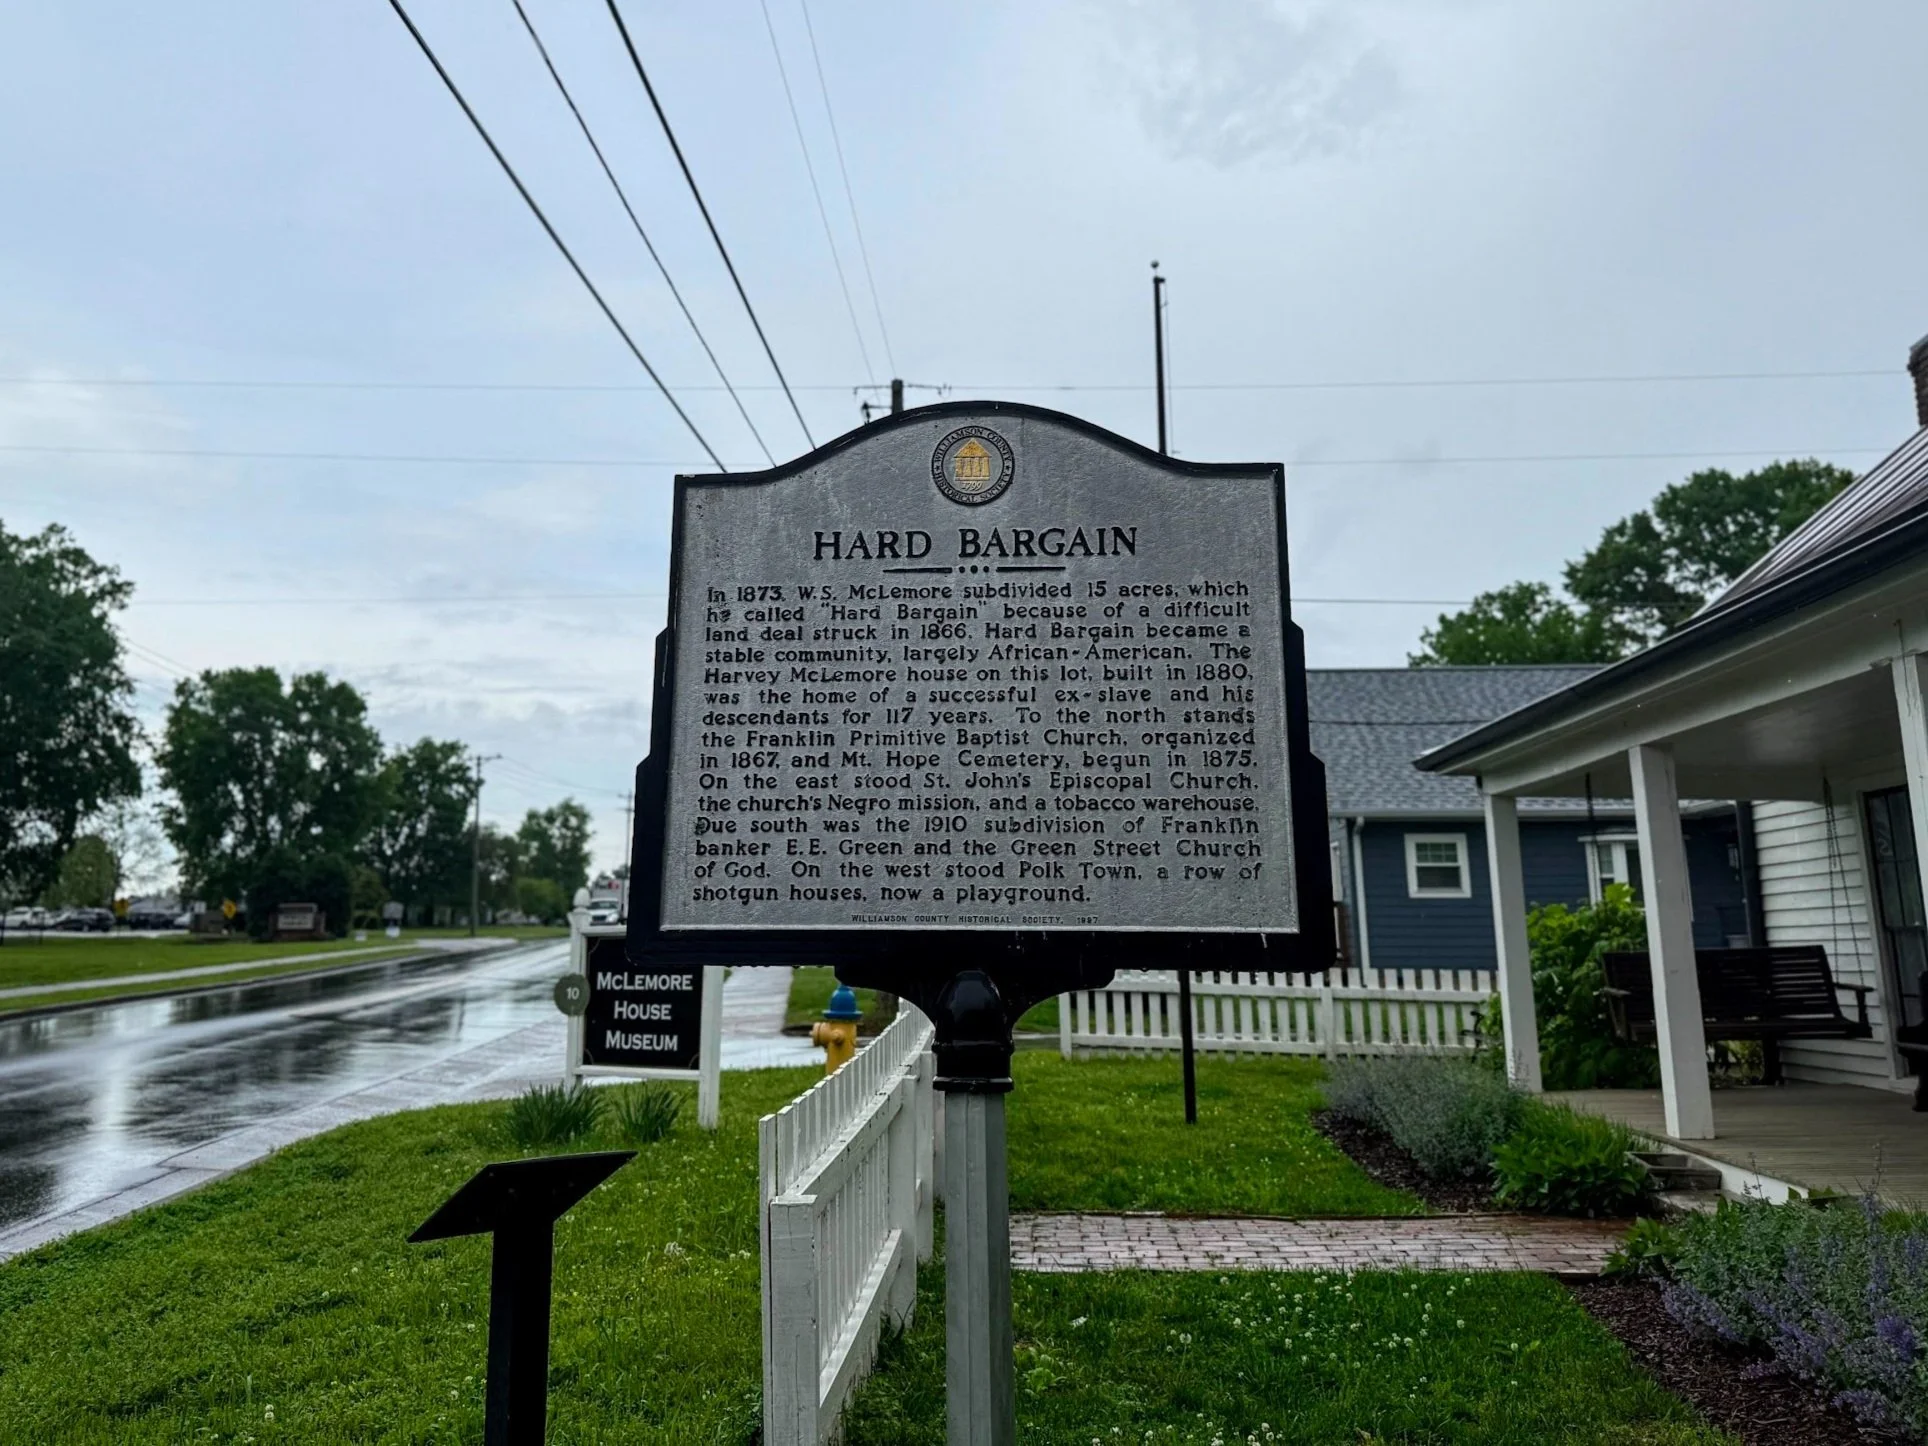 WILLIAMSON COUNTY
HISTORICAL SOCIETY
1799
HARD BARGAIN
In 1873, W.S. McLemore subdivided 15 acres, which
he called "Hard Bargain" because of a difficult
land deal struck in 1866. Hard Bargain became a
stable community, largely African-American. The
Harvey McLemore house on this lot, built in 1880,
was the home of a successful ex-slave and his
descendants for 117 years. To the north stands
the Franklin Primitive Baptist Church, organized
in 1867, and Mt. Hope Cemetery, begun in 1875.
On the east stood St. John's Episcopal Church,
the church's Negro mission, and a tobacco warehouse.
Due south was the 1910 subdivision of Franklin
banker E.E. Green and the Green Street Church
of God. On the west stood Polk Town, a row of
shotgun houses, now a playground.
WILLIAMSON COUNTY HISTORICAL SOCIETY, 1997
10
McLemore
House
Museum